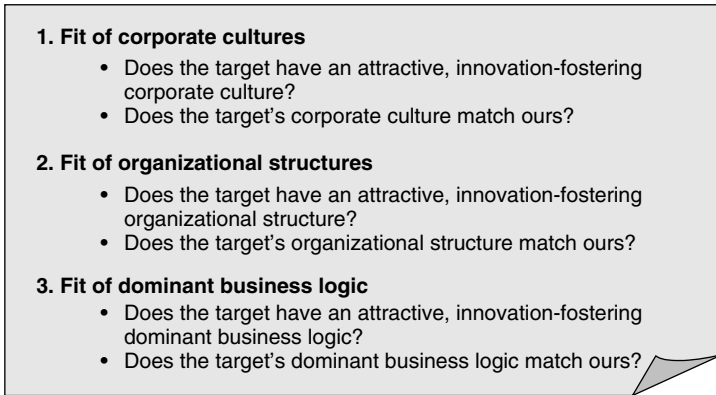 1. Fit of corporate cultures
• Does the target have an attractive, innovation-fostering
corporate culture?
• Does the target's corporate culture match ours?
2. Fit of organizational structures
• Does the target have an attractive, innovation-fostering
organizational structure?
• Does the target's organizational structure match ours?
3. Fit of dominant business logic
• Does the target have an attractive, innovation-fostering
dominant business logic?
• Does the target's dominant business logic match ours?